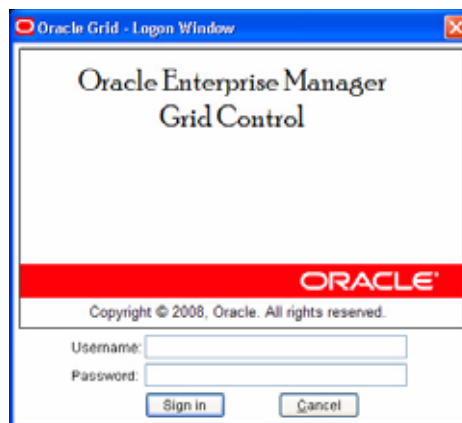 Oracle Grid - Logon Window
Oracle Enterprise Manager
Grid Control
ORACLE
Copyright © 2008, Oracle. All rights reserved.
Username:
Password:
Sign in Cancel